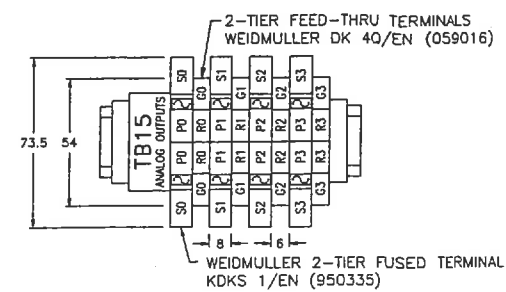 2-TIER FEED-THRU TERMINALS
WEIDMULLER DK 4Q/EN (059016)
S0 S1 S2 S3
G0 G1 G2 G3
P0 R0 P1 R1 P2 R2 P3 R3
TB15
ANALOG OUTPUTS
73.5 54
P0 R0 P1 R1 P2 R2 P3 R3
G0 G1 G2 G3
S0 S1 S2 S3
8 6
WEIDMULLER 2-TIER FUSED TERMINAL
KDKS 1/EN (950335)